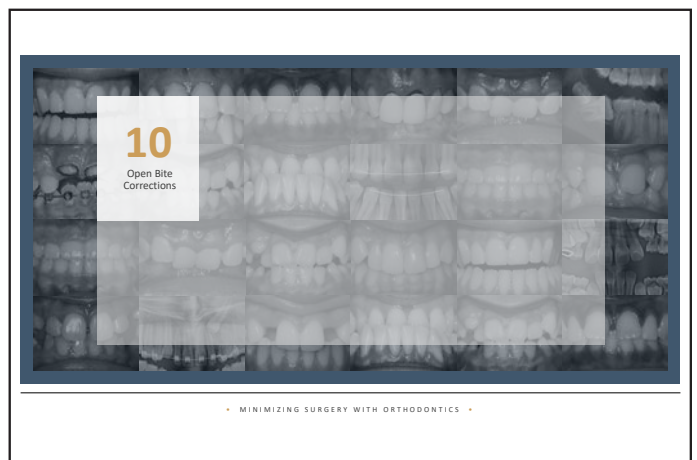 10
Open Bite
Corrections
• MINIMIZING SURGERY WITH ORTHODONTICS •